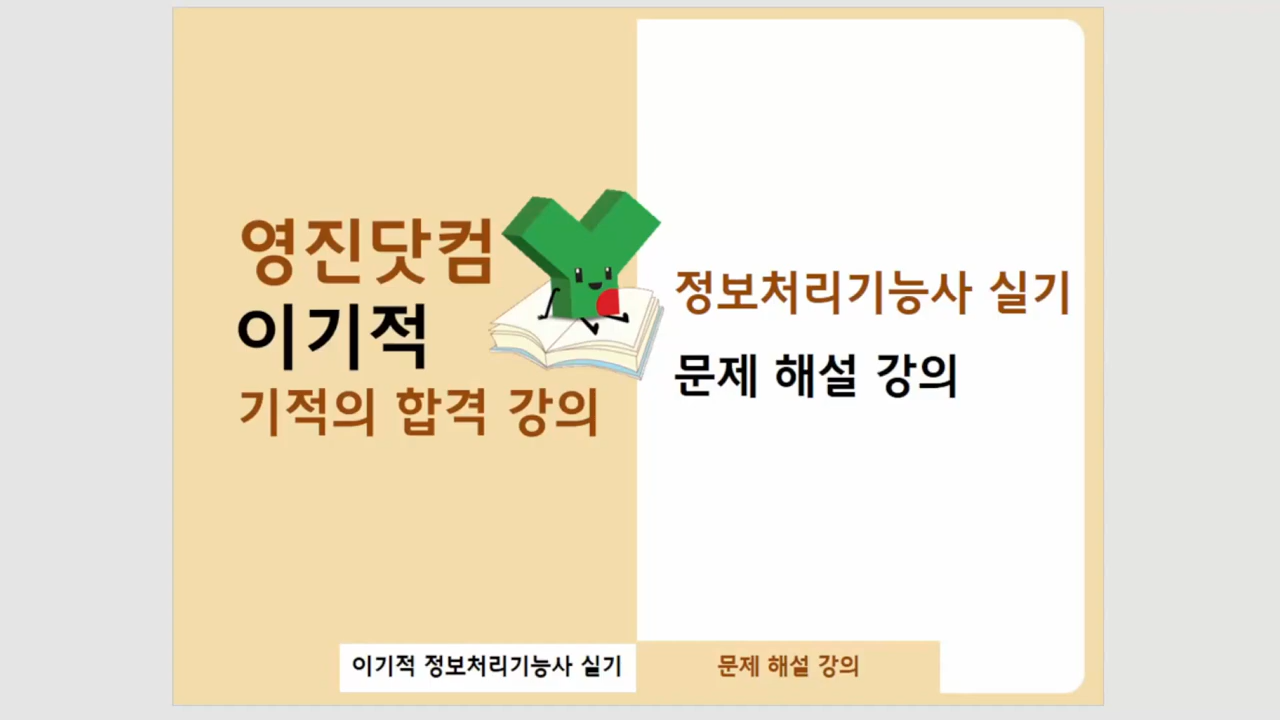 영진닷컴
이기적
기적의 합격 강의
정보처리기능사 실기
문제 해설 강의
이기적 정보처리기능사 실기
문제 해설 강의